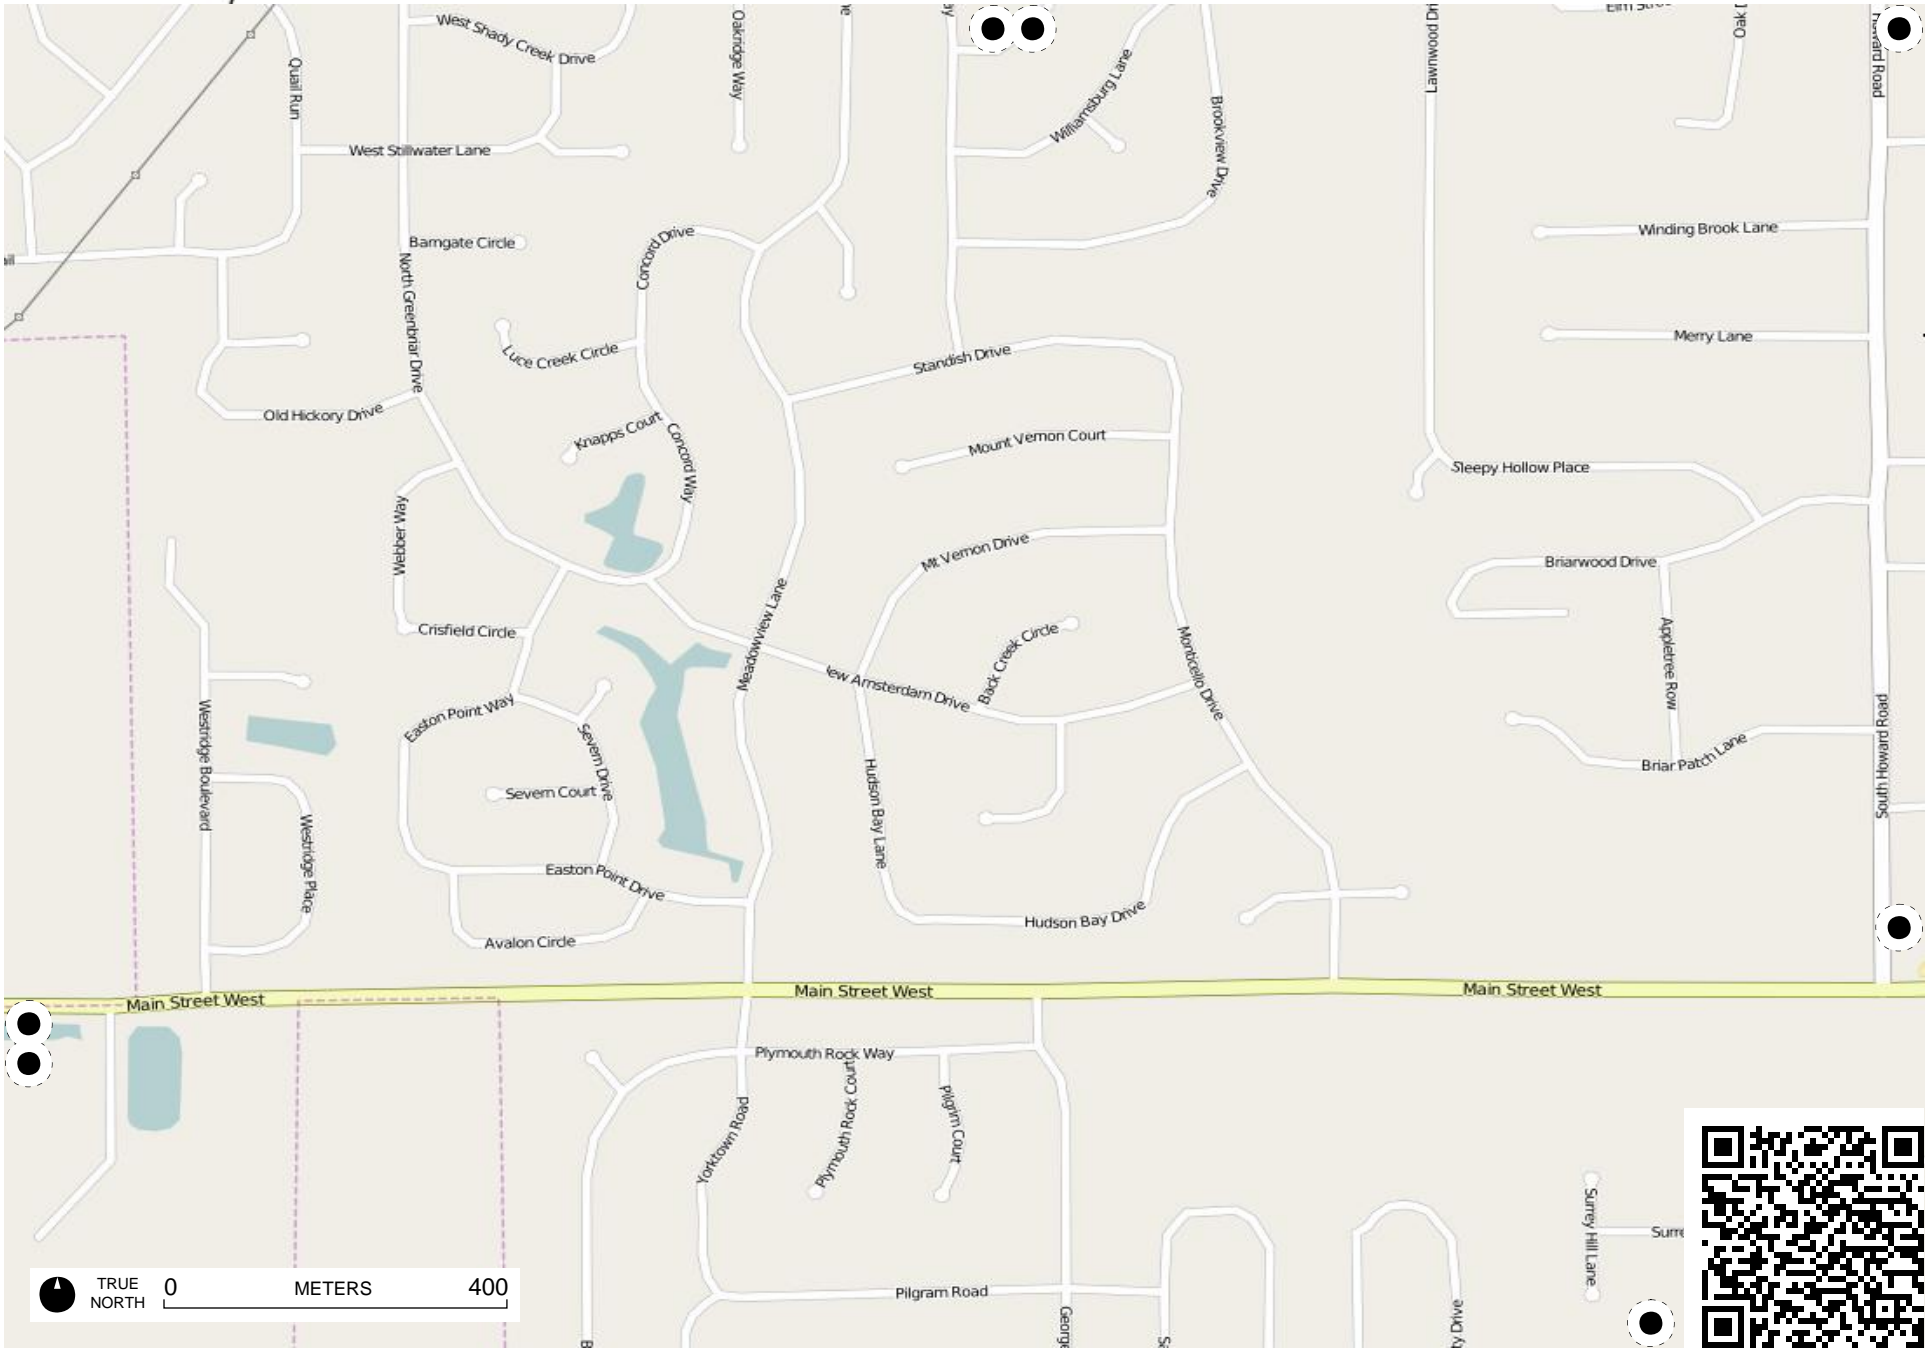 West Shady Creek Drive
Oakridge Way
Quail Run
Williamsburg Lane
Brookview Drive
West Stillwater Lane
Barngate Circle
Concord Drive
North Greenbriar Drive
Winding Brook Lane
Merry Lane
Luce Creek Circle
Standish Drive
Old Hickory Drive
Knapps Court
Concord Way
Mount Vernon Court
Sleepy Hollow Place
Webber Way
Mt Vernon Drive
Briarwood Drive
Meadowview Lane
Crisfield Circle
Back Creek Circle
Monticello Drive
Appletree Row
ew Amsterdam Drive
Easton Point Way
Westridge Boulevard
Severn Drive
Severn Court
Hudson Bay Lane
South Howard Road
Briar Patch Lane
Westridge Place
Easton Point Drive
Avalon Circle
Hudson Bay Drive
Main Street West
Main Street West
Main Street West
Plymouth Rock Way
Plymouth Rock Court
Pilgrim Court
Yorktown Road
Surrey Hill Lane
Surre
Pilgram Road
George
ty Drive
TRUE
NORTH
0 METERS 400